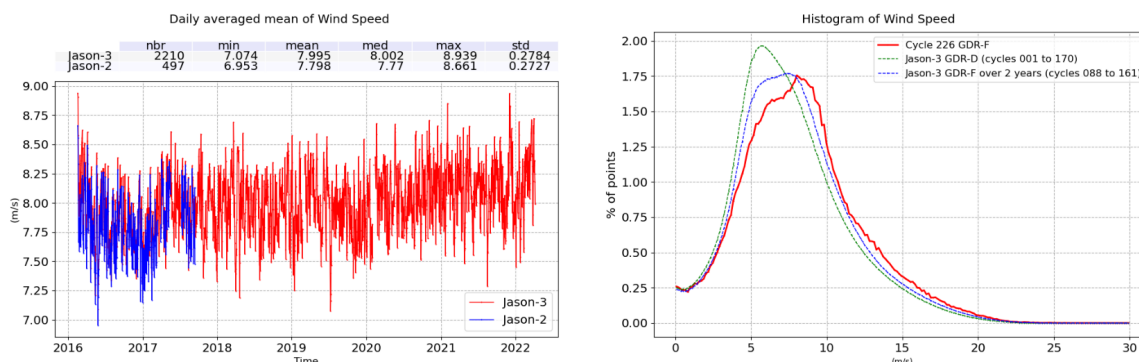 Daily averaged mean of Wind Speed
nbr min mean med max std
Jason-3 2210 7.074 7.995 8.002 8.939 0.2784
Jason-2 497 6.953 7.798 7.77 8.661 0.2727
9.00
8.75
8.50
8.25
8.00
7.75
7.50
7.25
7.00
(m/s)
Jason-3
Jason-2
2016 2017 2018 2019 2020 2021 2022
Time
Histogram of Wind Speed
2.00
1.75
1.50
1.25
1.00
0.75
0.50
0.25
0.00
% of points
Cycle 226 GDR-F
Jason-3 GDR-D (cycles 001 to 170)
Jason-3 GDR-F over 2 years (cycles 088 to 161)
0 5 10 15 20 25 30
(m/s)